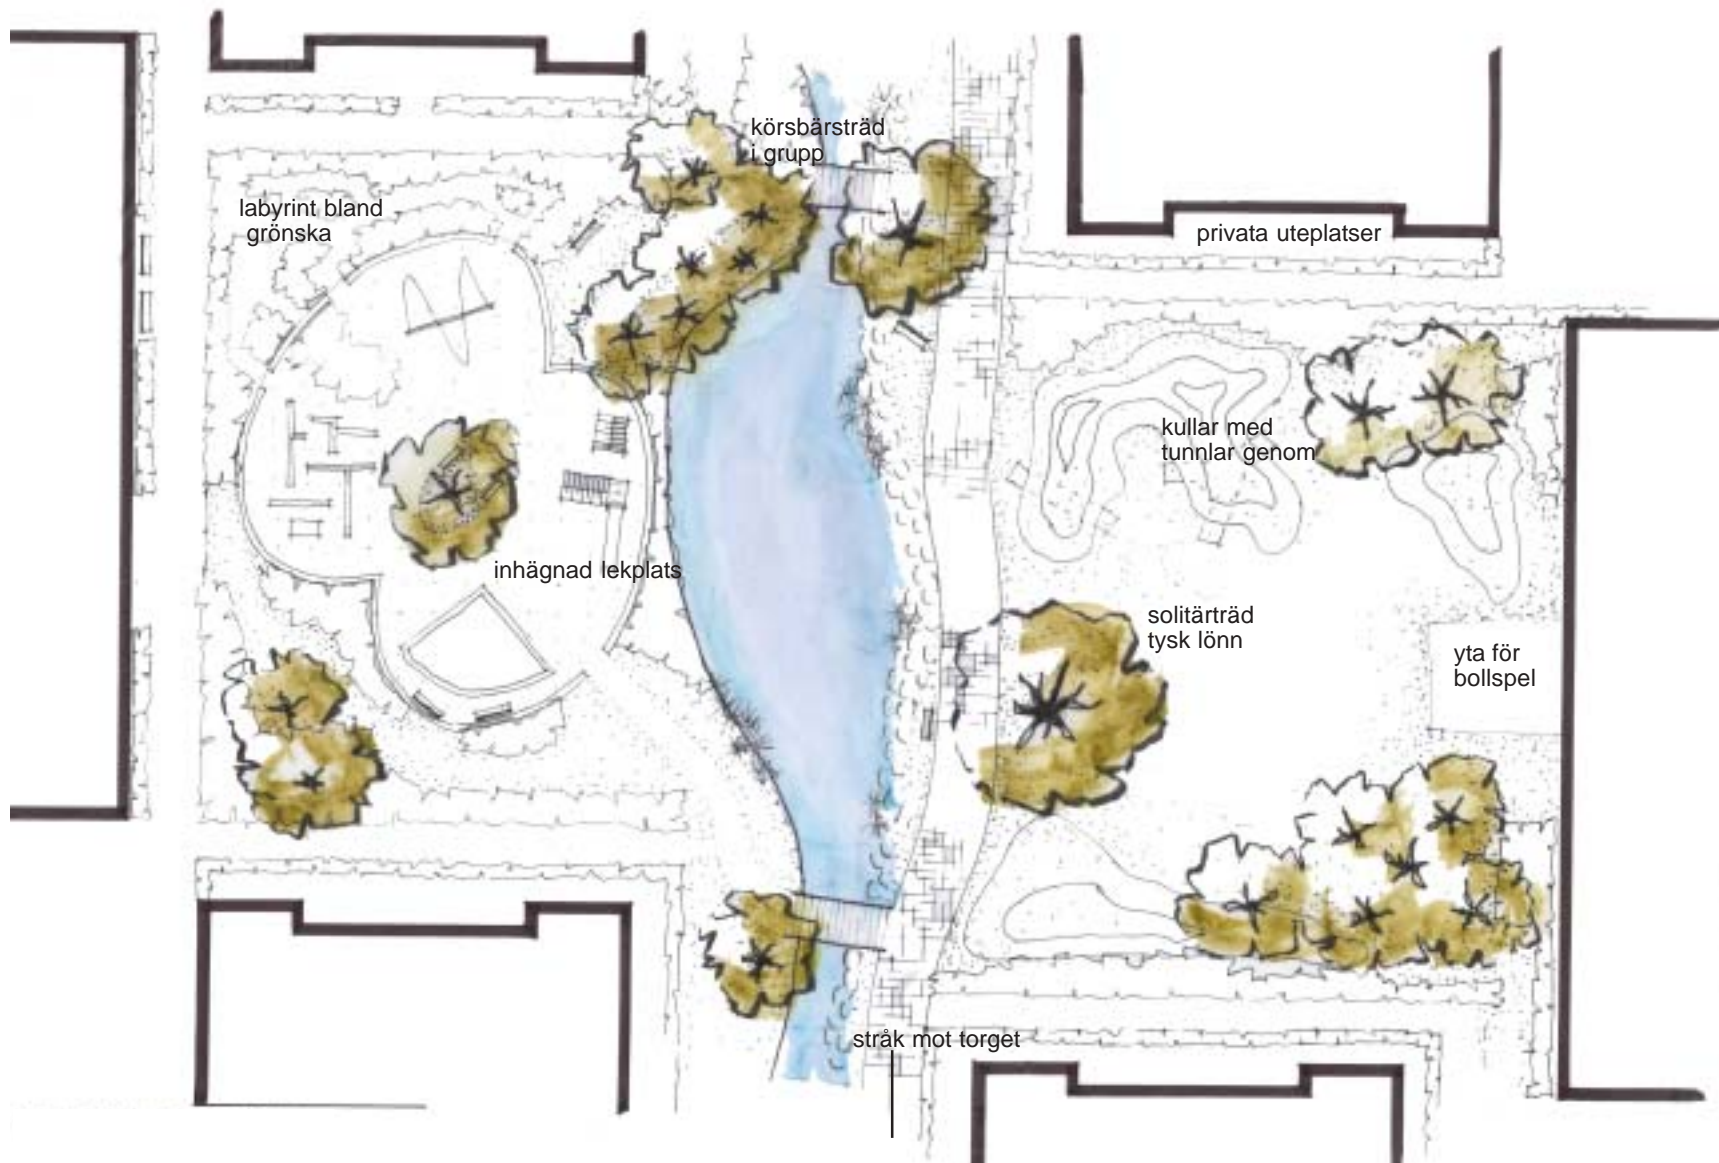 körsbärsträd
i grupp
labyrint bland
grönska
privata uteplatser
kullar med
tunnlar genom
inhägnad lekplats
solitärträd
tysk lönn
yta för
bollspel
stråk mot torget